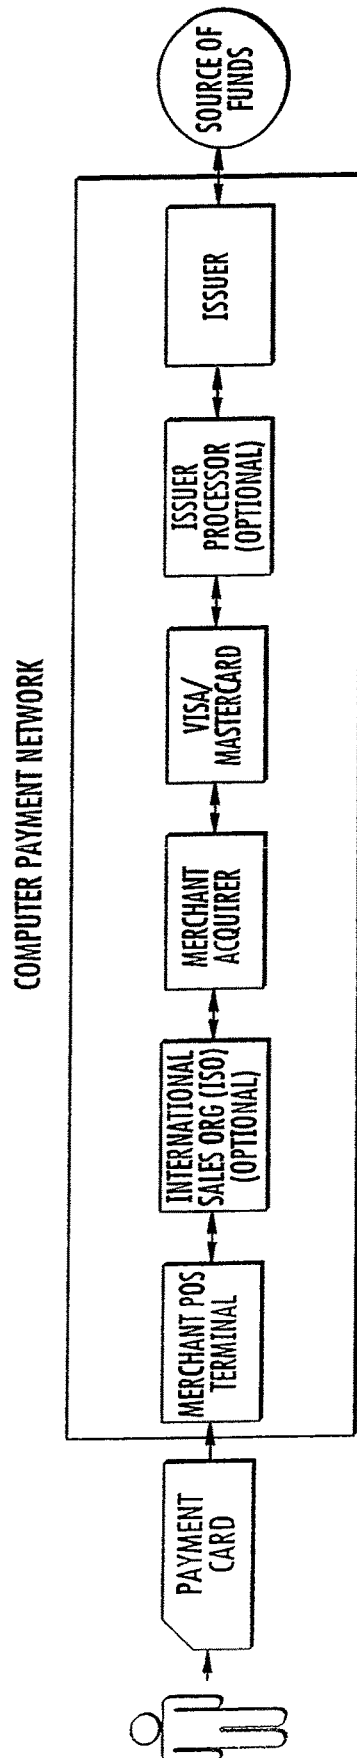 COMPUTER PAYMENT NETWORK
PAYMENT
CARD
MERCHANT POS
TERMINAL
INTERNATIONAL
SALES ORG (ISO)
(OPTIONAL)
MERCHANT
ACQUIRER
VISA/
MASTERCARD
ISSUER
PROCESSOR
(OPTIONAL)
ISSUER
SOURCE OF
FUNDS